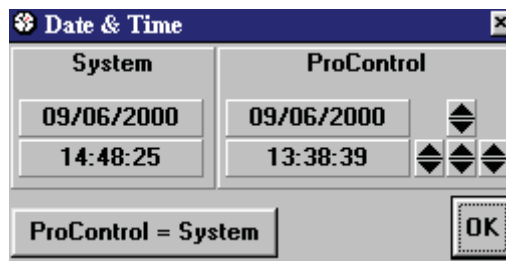 Date & Time
System ProControl
09/06/2000 09/06/2000
14:48:25 13:38:39
ProControl = System OK